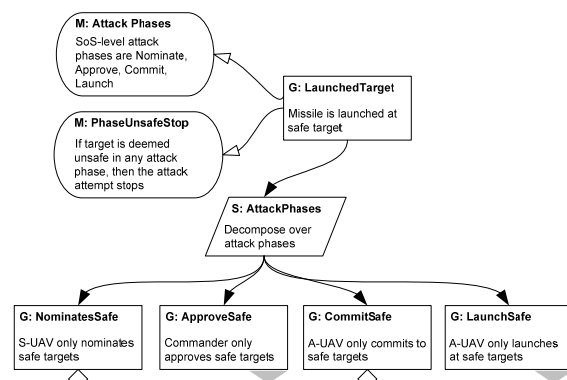 M: Attack Phases
SoS-level attack
phases are Nominate,
Approve, Commit,
Launch
G: LaunchedTarget
Missile is launched at
safe target
M: PhaseUnsafeStop
If target is deemed
unsafe in any attack
phase, then the attack
attempt stops
S: AttackPhases
Decompose over
attack phases
G: NominatesSafe
S-UAV only nominates
safe targets
G: ApproveSafe
Commander only
approves safe targets
G: CommitSafe
A-UAV only commits to
safe targets
G: LaunchSafe
A-UAV only launches
at safe targets